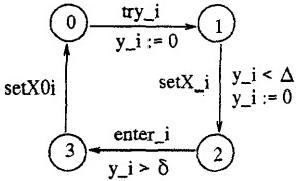 try_i
0
1
y_i := 0
setX0i
setX_i
y_i < Δ
y_i := 0
enter_i
3
2
y_i > δ